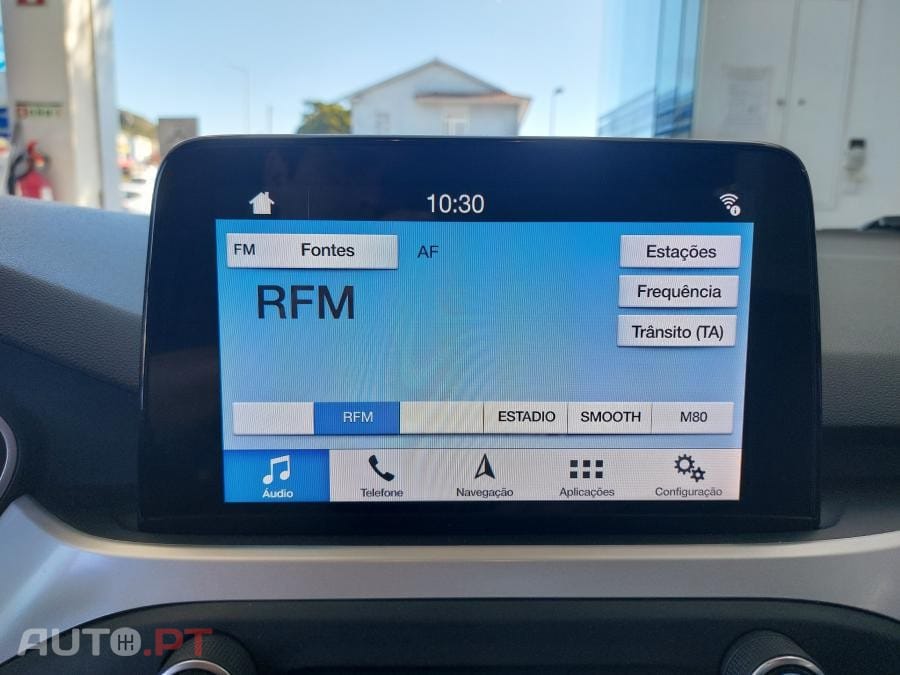 10:30
FM Fontes AF Estações
RFM Frequência
Trânsito (TA)
RFM ESTADIO SMOOTH M80
Áudio Telefone Navegação Aplicações Configuração
AUTO.PT